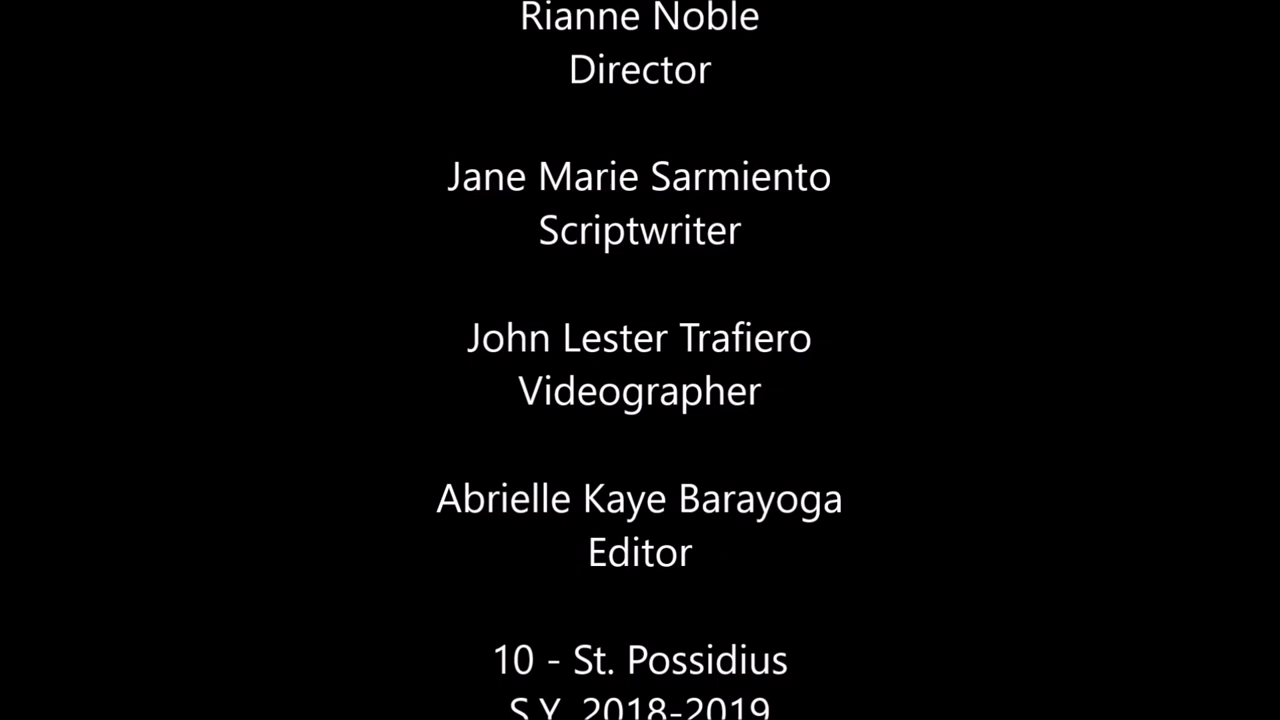 Rianne Noble
Director
Jane Marie Sarmiento
Scriptwriter
John Lester Trafiero
Videographer
Abrielle Kaye Barayoga
Editor
10 - St. Possidius
S.Y. 2018-2019